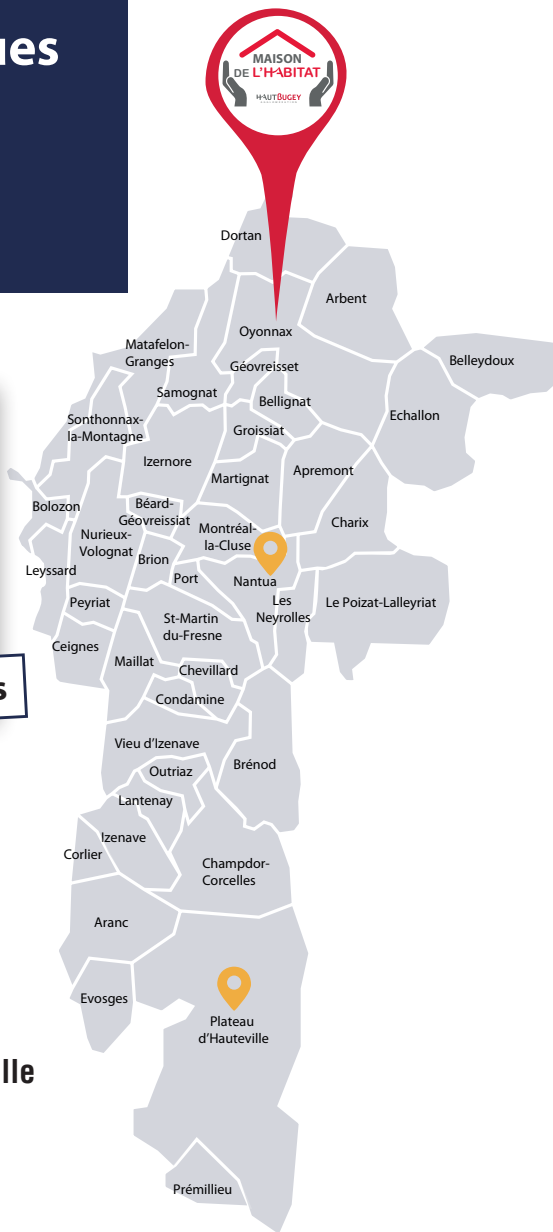 ues
MAISON
DE L'HABITAT
HAUTBUGEY
Dortan
Arbent
Oyonnax
Matafelon-
Granges
Belleydoux
Géovreisset
Samognat
Bellignat
Echallon
Sonthonnax-
la-Montagne
Groissiat
Izernore
Apremont
Martignat
Bolozon
Béard-
Géovreissiat
Charix
Montréal-
la-Cluse
Nurieux-
Volognat
Brion
Leyssard
Port
Nantua
Peyriat
Les
Neyrolles
Le Poizat-Lalleyriat
St-Martin
du-Fresne
Ceignes
Maillat
Chevillard
s
Condamine
Vieu d'Izenave
Brénod
Outriaz
Lantenay
Izenave
Corlier
Champdor-
Corcelles
Aranc
Evosges
Plateau
d'Hauteville
lle
Prémillieu